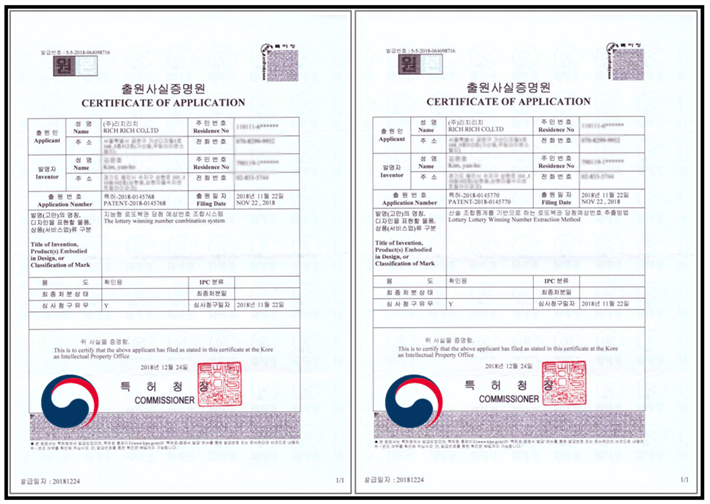 발급번호 : 5-5-2018-064098716
원
특허청
출원사실증명원
CERTIFICATE OF APPLICATION
출 원 인
Applicant
성 명
Name
(주)리치리치
RICH RICH CO,LTD
주 민 번 호
Residence No
110111-6******
주 소
전 화 번 호
발명자
Inventor
성 명
Name
주 민 번 호
Residence No
주 소
전 화 번 호
출 원 번 호
Application Number
특허-2018-0145768
PATENT-2018-0145768
출 원 일 자
Filing Date
2018년 11월 22일
NOV 22 , 2018
발명(고안)의 명칭,
디자인을 표현할 물품,
상품(서비스업)류 구분
Title of Invention,
Product(s) Embodied
in Design, or
Classification of Mark
지능형 로또복권 당첨 예상번호 조합시스템
The lottery winning number combination system
용 도
확인용
IPC 분류
최 종 처 분 상 태
최종처분일
심 사 청 구 유 무
Y
심사청구일자
2018년 11월 22일
위 사실을 증명함.
This is to certify that the above applicant has filed as stated in this certificate at the Kore
an Intellectual Property Office
2018년 12월 24일
특 허 청 장
COMMISSIONER
발급일자 : 20181224
1/1
발급번호 : 5-5-2018-064098716
원
특허청
출원사실증명원
CERTIFICATE OF APPLICATION
출 원 인
Applicant
성 명
Name
(주)리치리치
RICH RICH CO,LTD
주 민 번 호
Residence No
110111-6******
주 소
전 화 번 호
발명자
Inventor
성 명
Name
주 민 번 호
Residence No
주 소
전 화 번 호
출 원 번 호
Application Number
특허-2018-0145770
PATENT-2018-0145770
출 원 일 자
Filing Date
2018년 11월 22일
NOV 22 , 2018
발명(고안)의 명칭,
디자인을 표현할 물품,
상품(서비스업)류 구분
Title of Invention,
Product(s) Embodied
in Design, or
Classification of Mark
산술 조합통계를 기반으로 하는 로또복권 당첨예상번호 추출방법
Lottery Lottery Winning Number Extraction Method
용 도
확인용
IPC 분류
최 종 처 분 상 태
최종처분일
심 사 청 구 유 무
Y
심사청구일자
2018년 11월 22일
위 사실을 증명함.
This is to certify that the above applicant has filed as stated in this certificate at the Kore
an Intellectual Property Office
2018년 12월 24일
특 허 청 장
COMMISSIONER
발급일자 : 20181224
1/1